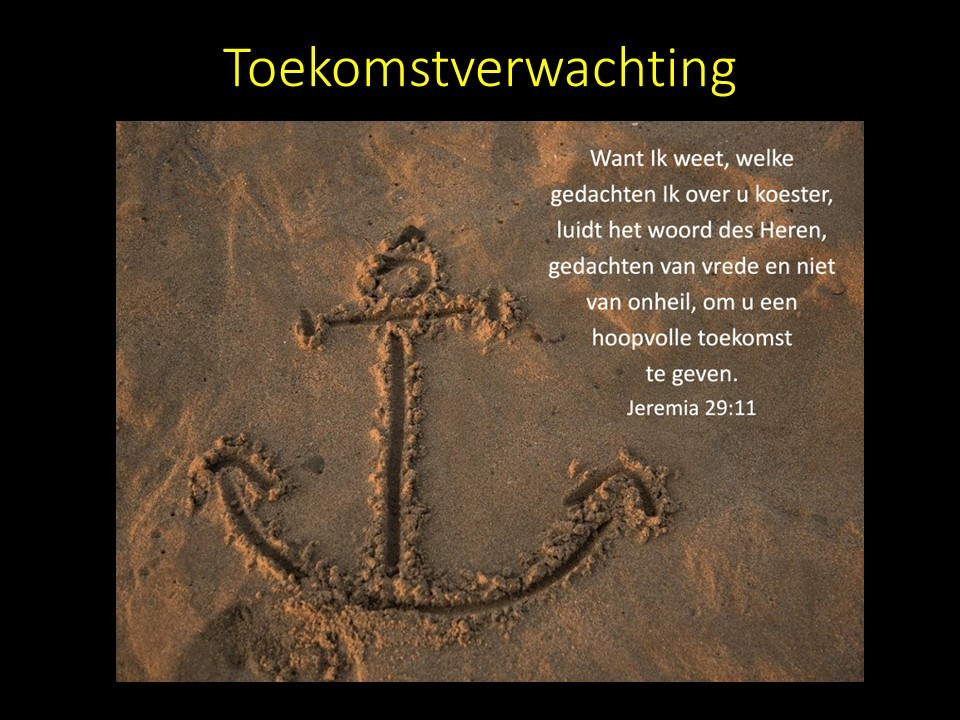 Toekomstverwachting
Want Ik weet, welke
gedachten Ik over u koester,
luidt het woord des Heren,
gedachten van vrede en niet
van onheil, om u een
hoopvolle toekomst
te geven.
Jeremia 29:11